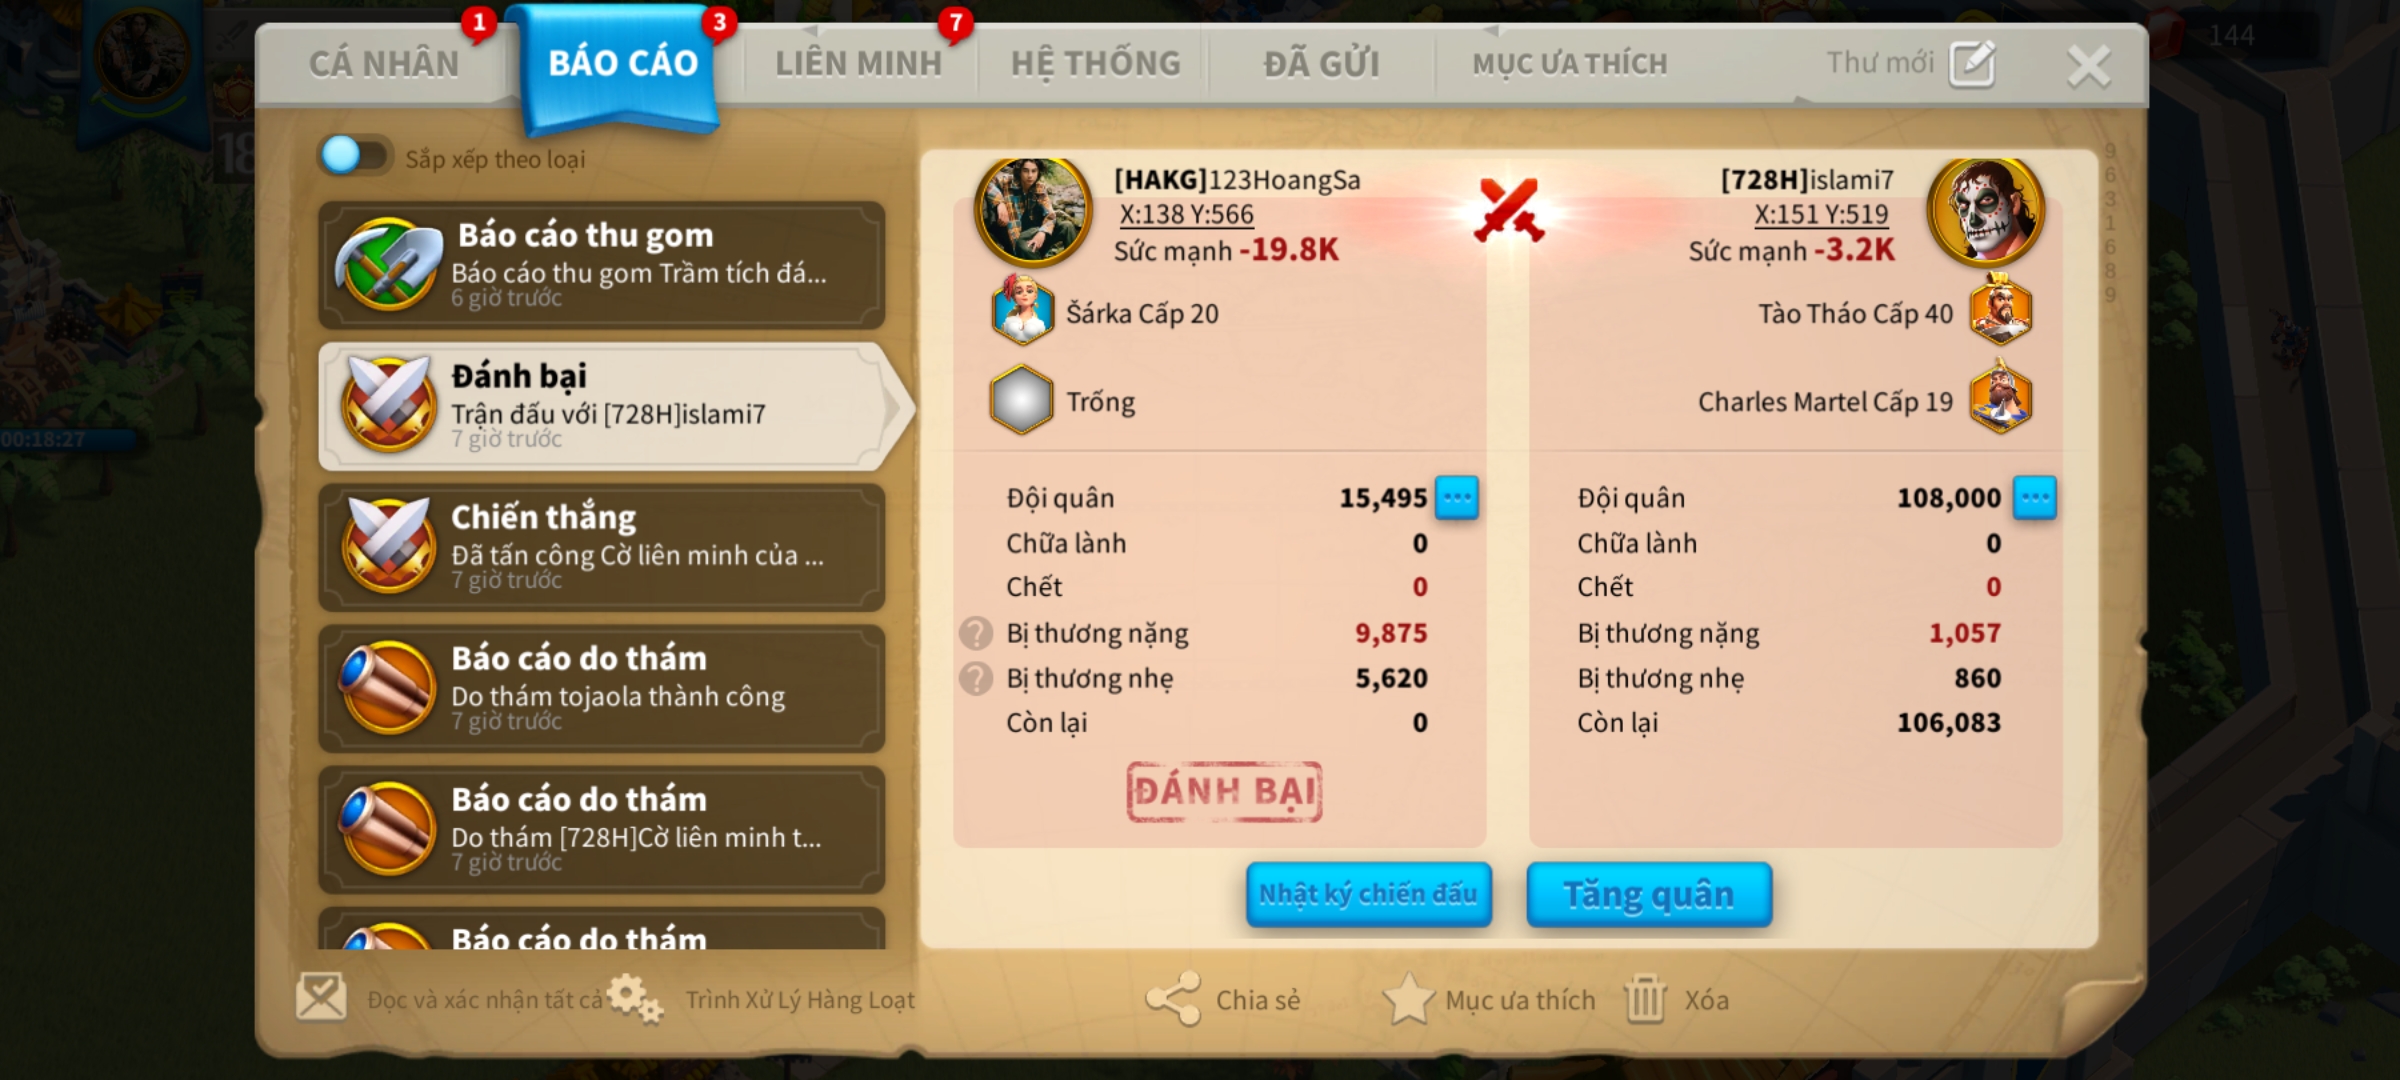 CÁ NHÂN
1
BÁO CÁO
3
LIÊN MINH
7
HỆ THỐNG
ĐÃ GỬI
MỤC ƯA THÍCH
Thư mới
144
18
00:18:27
Sắp xếp theo loại
Báo cáo thu gom
Báo cáo thu gom Trầm tích đá...
6 giờ trước
Đánh bại
Trận đấu với [728H]islami7
7 giờ trước
Chiến thắng
Đã tấn công Cờ liên minh của ...
7 giờ trước
Báo cáo do thám
Do thám tojaola thành công
7 giờ trước
Báo cáo do thám
Do thám [728H]Cờ liên minh t...
7 giờ trước
Báo cáo do thám
[HAKG]123HoangSa
X:138 Y:566
Sức mạnh -19.8K
Šárka Cấp 20
Trống
[728H]islami7
X:151 Y:519
Sức mạnh -3.2K
Tào Tháo Cấp 40
Charles Martel Cấp 19
9631689
Đội quân 15,495 ...
Chữa lành 0
Chết 0
? Bị thương nặng 9,875
? Bị thương nhẹ 5,620
Còn lại 0
ĐÁNH BẠI
Đội quân 108,000 ...
Chữa lành 0
Chết 0
Bị thương nặng 1,057
Bị thương nhẹ 860
Còn lại 106,083
Nhật ký chiến đấu
Tăng quân
Đọc và xác nhận tất cả
Trình Xử Lý Hàng Loạt
Chia sẻ
Mục ưa thích
Xóa